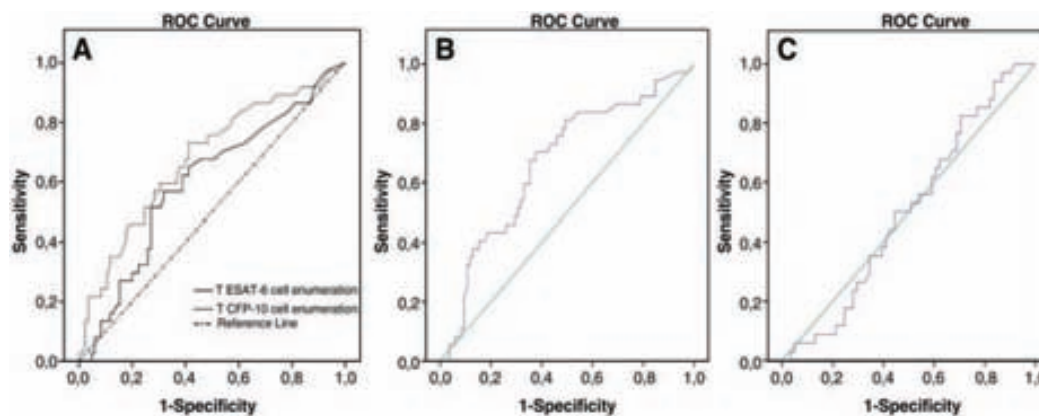 ROC Curve
A
1,0
0,8
0,6
0,4
0,2
0,0
Sensitivity
T ESAT-6 cell enumeration
T CFP-10 cell enumeration
Reference Line
0,0 0,2 0,4 0,6 0,8 1,0
1-Specificity
ROC Curve
B
1,0
0,8
0,6
0,4
0,2
0,0
Sensitivity
0,0 0,2 0,4 0,6 0,8 1,0
1-Specificity
ROC Curve
C
1,0
0,8
0,6
0,4
0,2
0,0
Sensitivity
0,0 0,2 0,4 0,6 0,8 1,0
1-Specificity